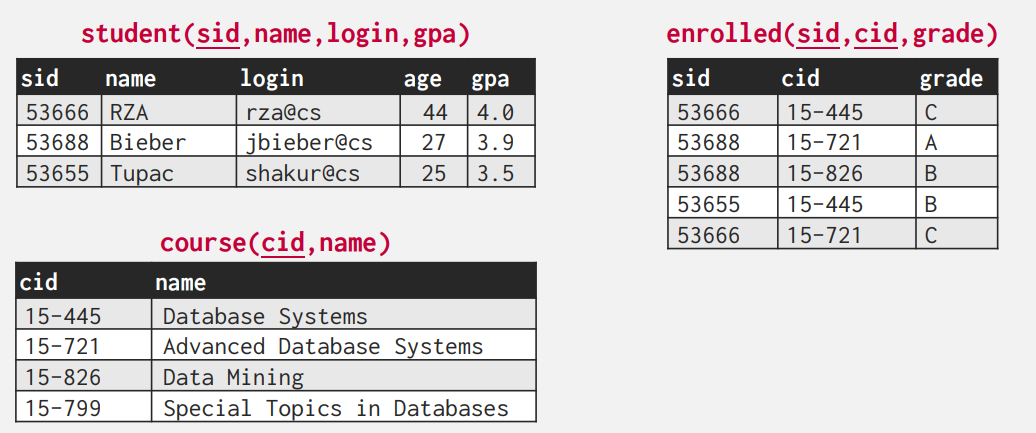 student(sid,name,login,gpa)
sid name login age gpa
53666 RZA rza@cs 44 4.0
53688 Bieber jbieber@cs 27 3.9
53655 Tupac shakur@cs 25 3.5
course(cid,name)
cid name
15-445 Database Systems
15-721 Advanced Database Systems
15-826 Data Mining
15-799 Special Topics in Databases
enrolled(sid,cid,grade)
sid cid grade
53666 15-445 C
53688 15-721 A
53688 15-826 B
53655 15-445 B
53666 15-721 C